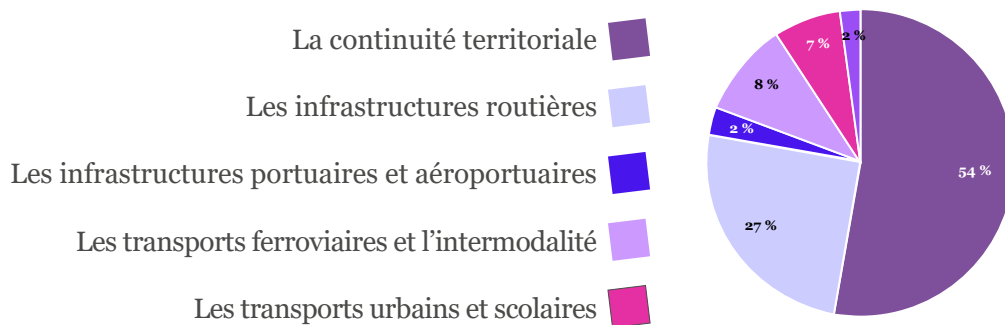 La continuité territoriale
Les infrastructures routières
Les infrastructures portuaires et aéroportuaires
Les transports ferroviaires et l’intermodalité
Les transports urbains et scolaires
2 %
7 %
8 %
2 %
54 %
27 %